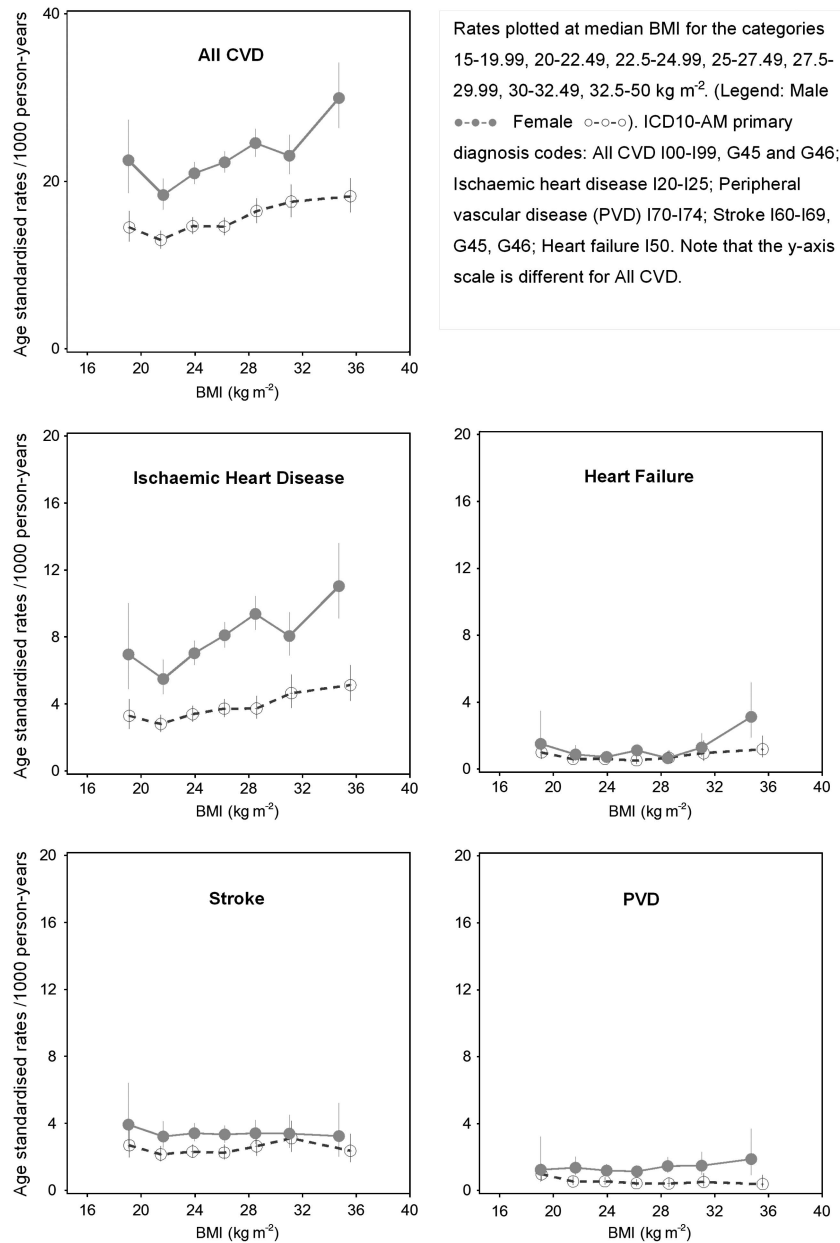 All CVD
Age standardised rates /1000 person-years
40
20
0
16 20 24 28 32 36 40
BMI (kg m-2)
Rates plotted at median BMI for the categories
15-19.99, 20-22.49, 22.5-24.99, 25-27.49, 27.5-
29.99, 30-32.49, 32.5-50 kg m-2. (Legend: Male
Female ). ICD10-AM primary
diagnosis codes: All CVD I00-I99, G45 and G46;
Ischaemic heart disease I20-I25; Peripheral
vascular disease (PVD) I70-I74; Stroke I60-I69,
G45, G46; Heart failure I50. Note that the y-axis
scale is different for All CVD.
Ischaemic Heart Disease
Age standardised rates /1000 person-years
20
16
12
8
4
0
16 20 24 28 32 36 40
BMI (kg m-2)
Heart Failure
20
16
12
8
4
0
16 20 24 28 32 36 40
BMI (kg m-2)
Stroke
Age standardised rates /1000 person-years
20
16
12
8
4
0
16 20 24 28 32 36 40
BMI (kg m-2)
PVD
20
16
12
8
4
0
16 20 24 28 32 36 40
BMI (kg m-2)